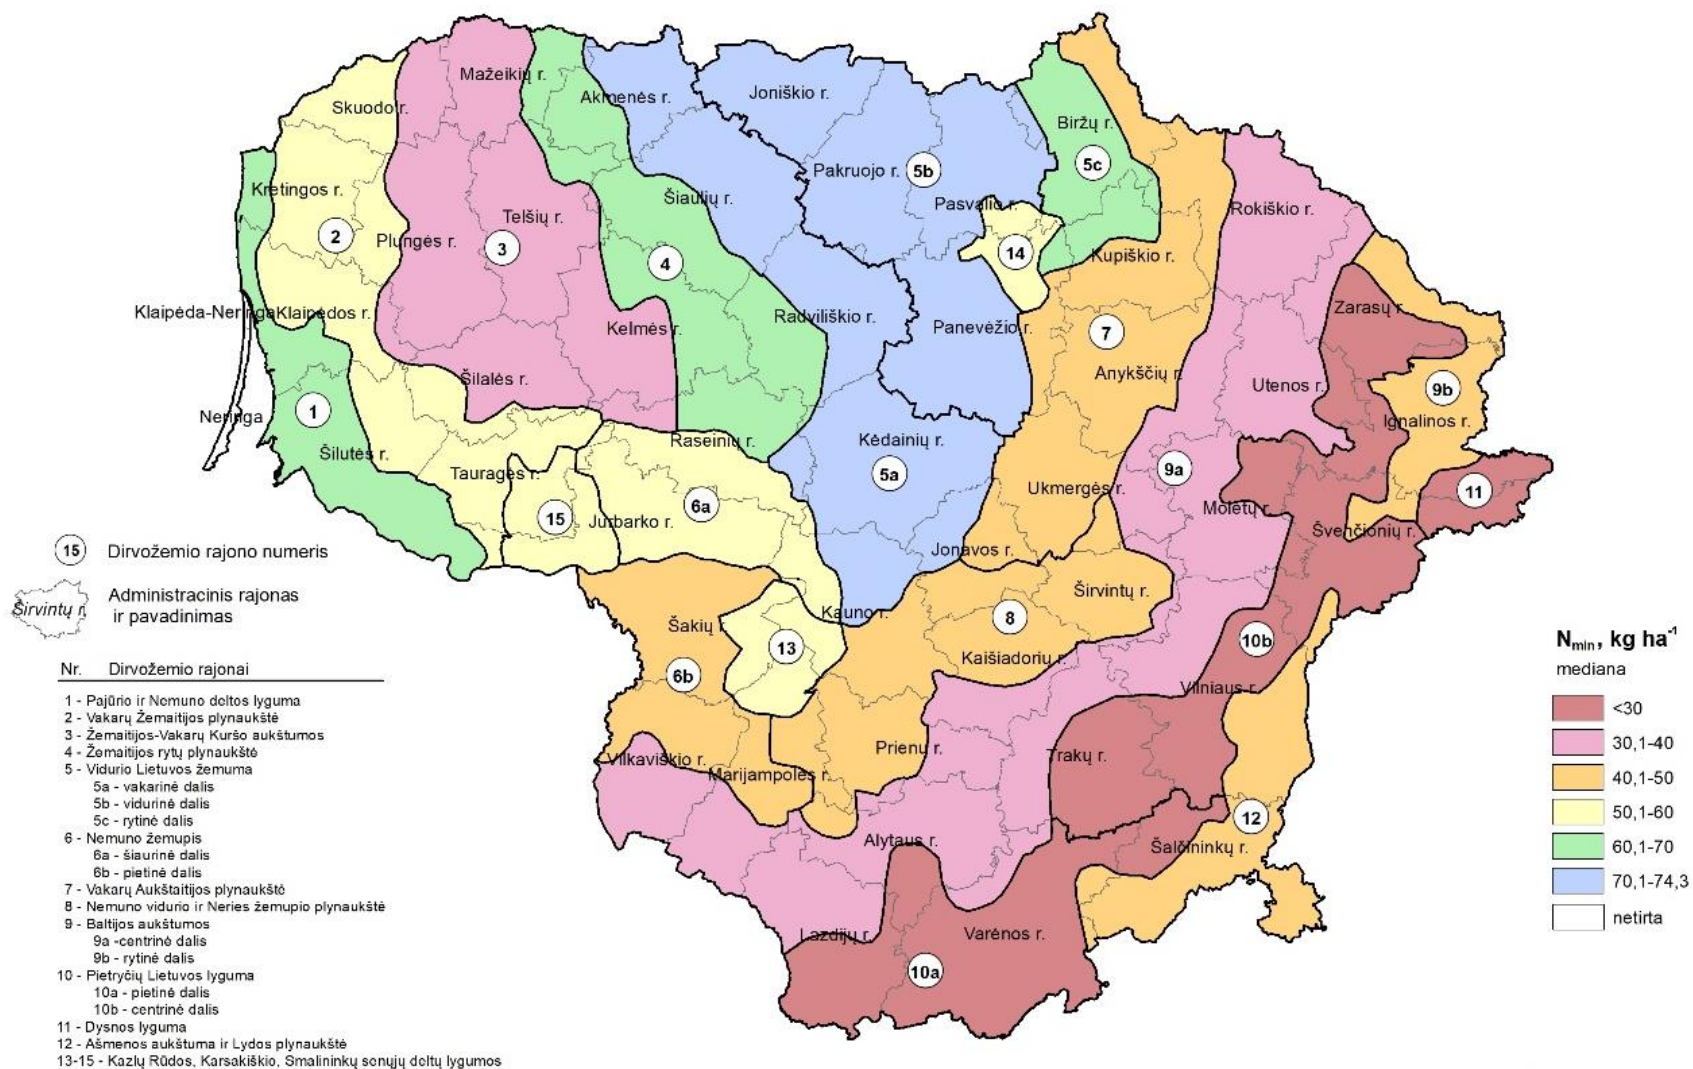 Mažeikių r.
Akmenės r.
Joniškio r.
Skuodo r.
Biržų r.
5c
Pakruojo r.
5b
Kretingos r.
Šiaulių r.
Pasvalio r.
Rokiškio r.
Telšių r.
2
Plungės r.
3
4
14
Kupiškio r.
Klaipėda-Neringa
Klaipėdos r.
Kelmės r.
Radviliškio r.
Panevėžio r.
7
Zarasų r.
Šilalės r.
Anykščių r.
Utenos r.
9b
Neringa
1
Ignalinos r.
Šilutės r.
Raseinių r.
Kėdainių r.
Tauragės r.
5a
9a
Ukmergės r.
11
6a
15
Jurbarko r.
Molėtų r.
Švenčionių r.
Jonavos r.
Širvintų r.
15 Dirvožemio rajono numeris
Širvintų r.
Administracinis rajonas
ir pavadinimas
Kauno r.
Šakių r.
8
13
Kaišiadorių r.
10b
6b
Vilniaus r.
Vilkaviškio r.
Marijampolės r.
Prienų r.
Trakų r.
12
Alytaus r.
Šalčininkų r.
Lazdijų r.
Varėnos r.
10a
Nr. Dirvožemio rajonai
1 - Pajūrio ir Nemuno deltos lyguma
2 - Vakarų Žemaitijos plynaukštė
3 - Žemaitijos-Vakarų Kuršo aukštumos
4 - Žemaitijos rytų plynaukštė
5 - Vidurio Lietuvos žemuma
5a - vakarinė dalis
5b - vidurinė dalis
5c - rytinė dalis
6 - Nemuno žemupis
6a - šiaurinė dalis
6b - pietinė dalis
7 - Vakarų Aukštaitijos plynaukštė
8 - Nemuno vidurio ir Neries žemupio plynaukštė
9 - Baltijos aukštumos
9a -centrinė dalis
9b - rytinė dalis
10 - Pietryčių Lietuvos lyguma
10a - pietinė dalis
10b - centrinė dalis
11 - Dysnos lyguma
12 - Ašmenos aukštuma ir Lydos plynaukštė
13-15 - Kazlų Rūdos, Karsakiškio, Smalininkų senųjų deltų lygumos
Nmin, kg ha-1
mediana
<30
30,1-40
40,1-50
50,1-60
60,1-70
70,1-74,3
netirta